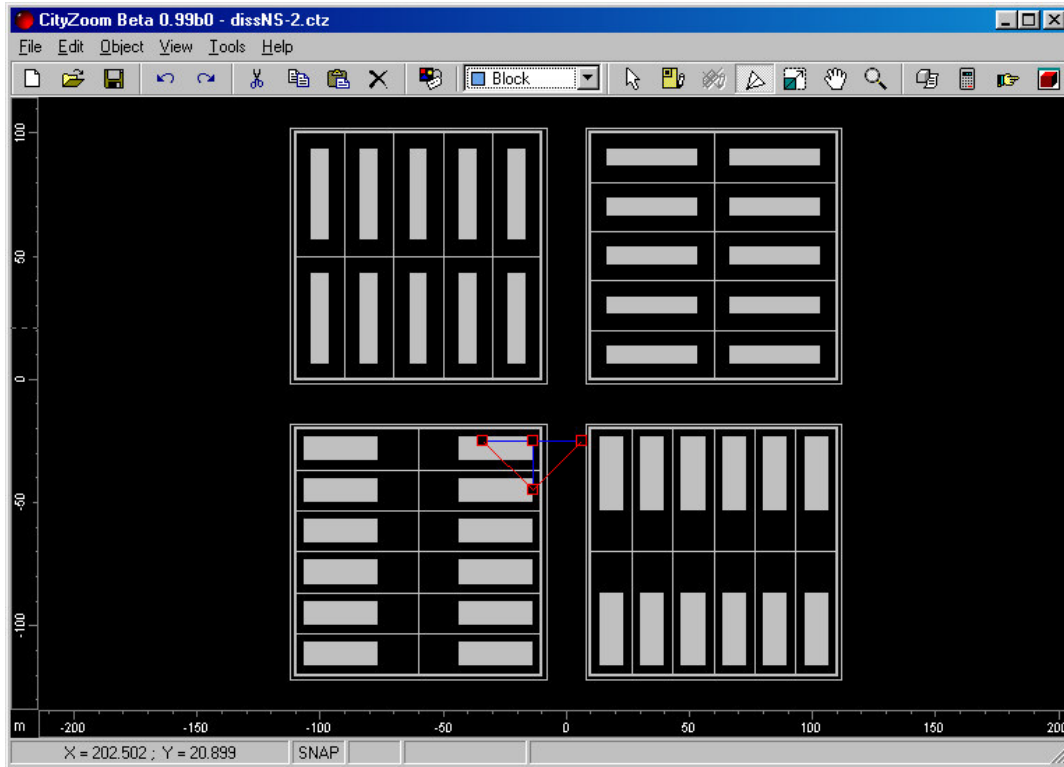 CityZoom Beta 0.99b0 - dissNS-2.ctz
File Edit Object View Tools Help
Block
100
50
0
-50
-100
m -200 -150 -100 -50 0 50 100 150 200
X = 202.502 ; Y = 20.899 SNAP